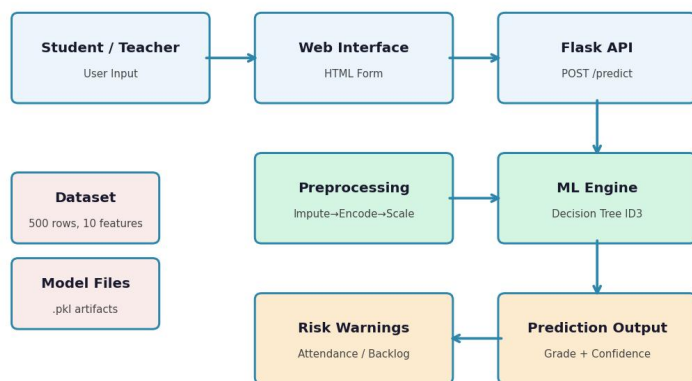 Student / Teacher
User Input
Web Interface
HTML Form
Flask API
POST /predict
Dataset
500 rows, 10 features
Preprocessing
Impute→Encode→Scale
ML Engine
Decision Tree ID3
Model Files
.pkl artifacts
Risk Warnings
Attendance / Backlog
Prediction Output
Grade + Confidence